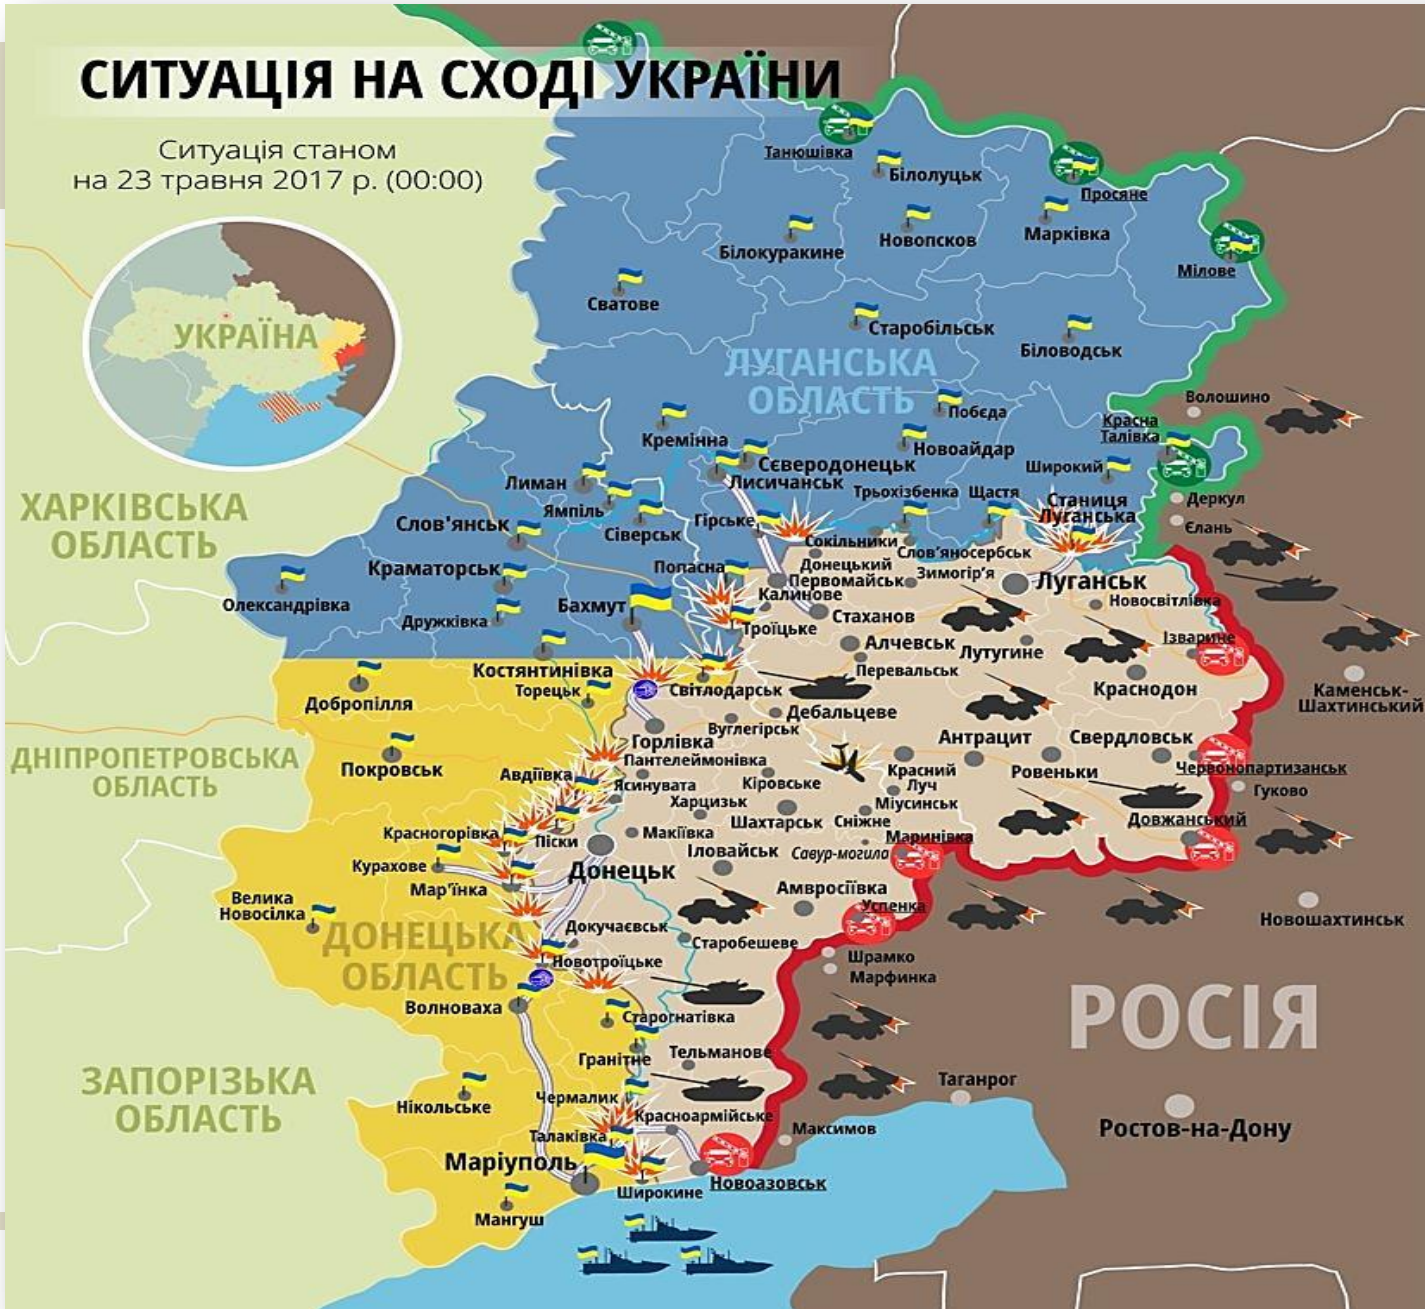 СИТУАЦІЯ НА СХОДІ УКРАЇНИ
Ситуація станом
на 23 травня 2017 р. (00:00)
УКРАЇНА
Танюшівка
Білолуцьк
Просяне
Білокуракине
Новопсков
Марківка
Мілове
Сватове
Старобільськ
Біловодськ
ЛУГАНСЬКА
ОБЛАСТЬ
Волошино
Побєда
Красна
Талівка
Кремінна
Новоайдар
Сєверодонецьк
Широкий
Лиман
Лисичанськ
Трьохізбенка
Щастя
Станиця
Луганська
Деркул
ХАРКІВСЬКА
ОБЛАСТЬ
Ямпіль
Слов'янськ
Сіверськ
Гірське
Єлань
Сокільники
Слов'яносербськ
Краматорськ
Попасна
Донецький
Первомайськ
Зимогір'я
Луганськ
Олександрівка
Бахмут
Калинове
Новосвітлівка
Дружківка
Троїцьке
Стаханов
Ізварине
Алчевськ
Лутугине
Костянтинівка
Перевальськ
Торецьк
Світлодарськ
Краснодон
Каменськ-
Шахтинський
Добропілля
Дебальцеве
Вуглегірськ
Горлівка
Антрацит
Свердловськ
ДНІПРОПЕТРОВСЬКА
ОБЛАСТЬ
Покровськ
Пантелеймонівка
Авдіївка
Ясинувата
Кіровське
Красний
Луч
Ровеньки
Червонопартизанськ
Гуково
Харцизьк
Міусинськ
Красногорівка
Піски
Макіївка
Шахтарськ
Сніжне
Довжанський
Маринівка
Курахове
Іловайськ
Савур-могила
Донецьк
Мар'їнка
Амвросіївка
Велика
Новосілка
Успенка
Новошахтинськ
ДОНЕЦЬКА
ОБЛАСТЬ
Докучаєвськ
Старобешеве
Новотроїцьке
Шрамко
Марфинка
Волноваха
Старогнатівка
РОСІЯ
Гранітне
Тельманове
ЗАПОРІЗЬКА
ОБЛАСТЬ
Таганрог
Нікольське
Чермалик
Красноармійське
Ростов-на-Дону
Талаківка
Максимов
Маріуполь
Широкине
Новоазовськ
Мангуш